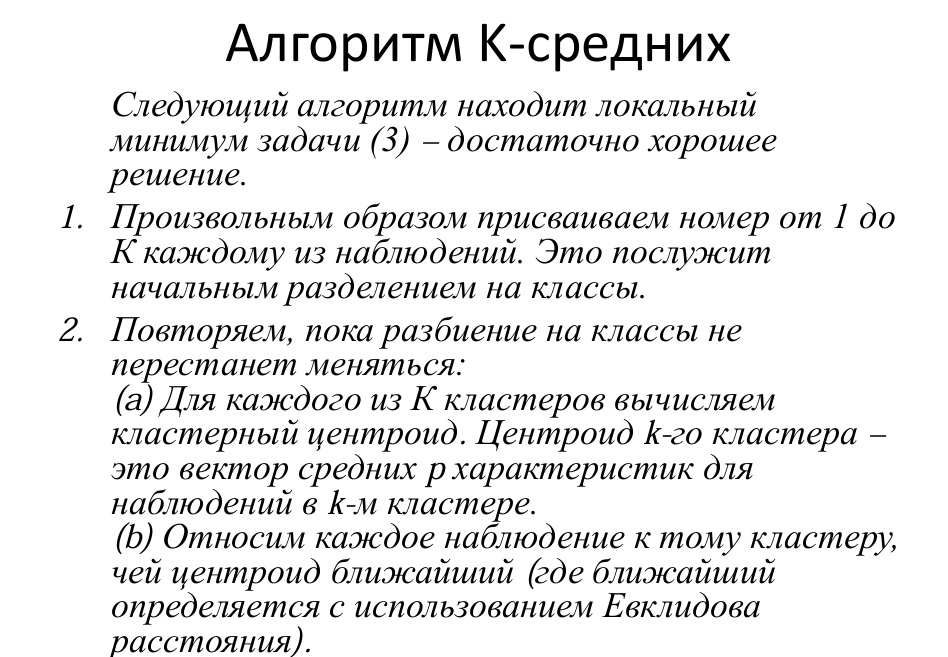 Алгоритм K-средних
Следующий алгоритм находит локальный
минимум задачи (3) – достаточно хорошее
решение.
1. Произвольным образом присваиваем номер от 1 до
K каждому из наблюдений. Это послужит
начальным разделением на классы.
2. Повторяем, пока разбиение на классы не
перестанет меняться:
(a) Для каждого из K кластеров вычисляем
кластерный центроид. Центроид k-го кластера –
это вектор средних p характеристик для
наблюдений в k-м кластере.
(b) Относим каждое наблюдение к тому кластеру,
чей центроид ближайший (где ближайший
определяется с использованием Евклидова
расстояния).